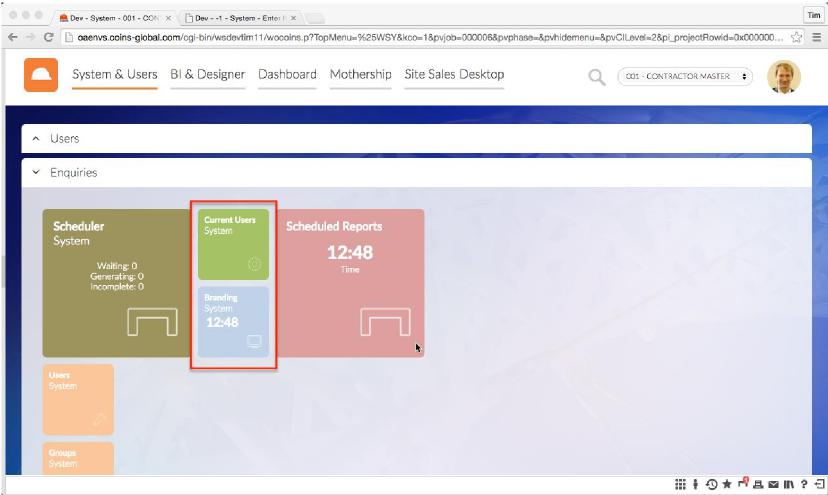 Dev - System - 001 - CON
Dev - -1 - System - Enter
Tim
oaenvs.coins-global.com/cgi-bin/wsdevtim11/wocoins.p?TopMenu=%25WSY&kco=1&pvjob=000006&pvphase=&pvhidemenu=&pvCILevel=2&pi_projectRowid=0x000000...
System & Users
BI & Designer
Dashboard
Mothership
Site Sales Desktop
001 - CONTRACTOR MASTER
Users
Enquiries
Scheduler
System
Waiting: 0
Generating: 0
Incomplete: 0
Current Users
System
Branding
System
12:48
Scheduled Reports
12:48
Time
Users
System
Groups
System